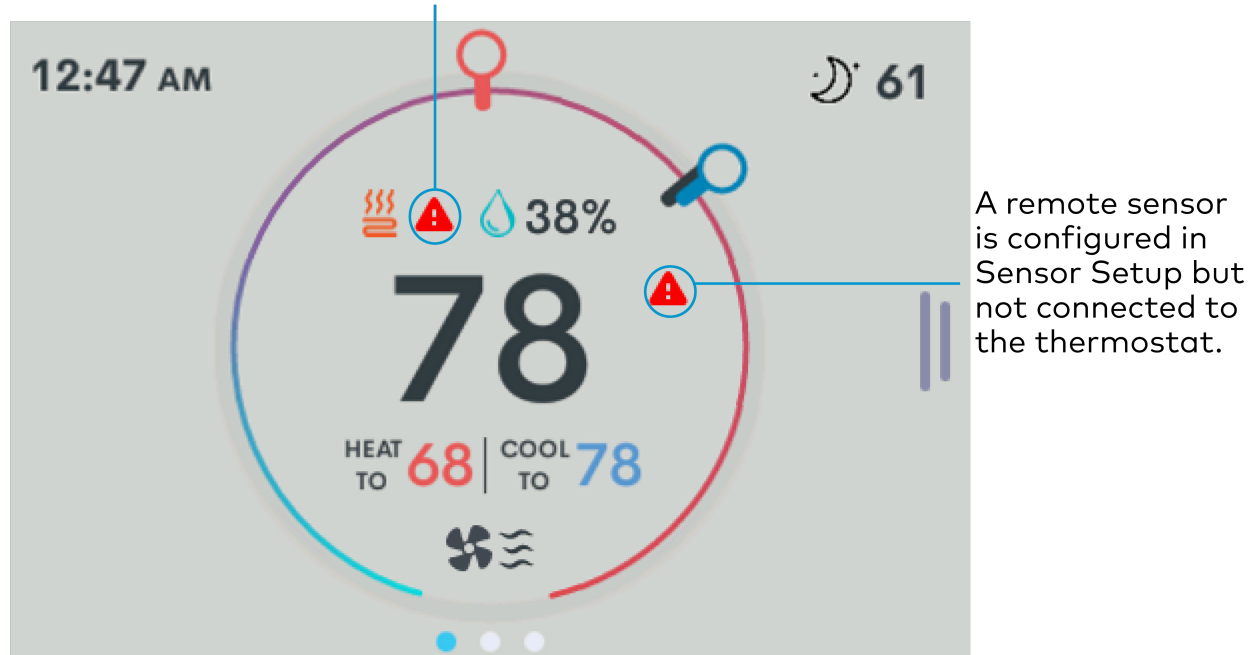 12:47 AM
61
38%
78
HEAT TO 68 | COOL TO 78
A remote sensor
is configured in
Sensor Setup but
not connected to
the thermostat.